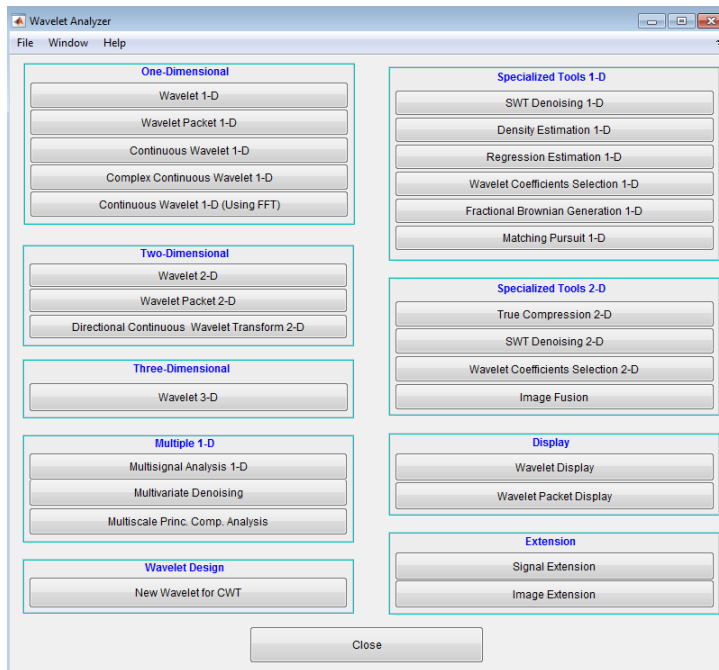 Wavelet Analyzer
File Window Help
One-Dimensional
Wavelet 1-D
Wavelet Packet 1-D
Continuous Wavelet 1-D
Complex Continuous Wavelet 1-D
Continuous Wavelet 1-D (Using FFT)
Two-Dimensional
Wavelet 2-D
Wavelet Packet 2-D
Directional Continuous Wavelet Transform 2-D
Three-Dimensional
Wavelet 3-D
Multiple 1-D
Multisignal Analysis 1-D
Multivariate Denoising
Multiscale Princ. Comp. Analysis
Wavelet Design
New Wavelet for CWT
Specialized Tools 1-D
SWT Denoising 1-D
Density Estimation 1-D
Regression Estimation 1-D
Wavelet Coefficients Selection 1-D
Fractional Brownian Generation 1-D
Matching Pursuit 1-D
Specialized Tools 2-D
True Compression 2-D
SWT Denoising 2-D
Wavelet Coefficients Selection 2-D
Image Fusion
Display
Wavelet Display
Wavelet Packet Display
Extension
Signal Extension
Image Extension
Close